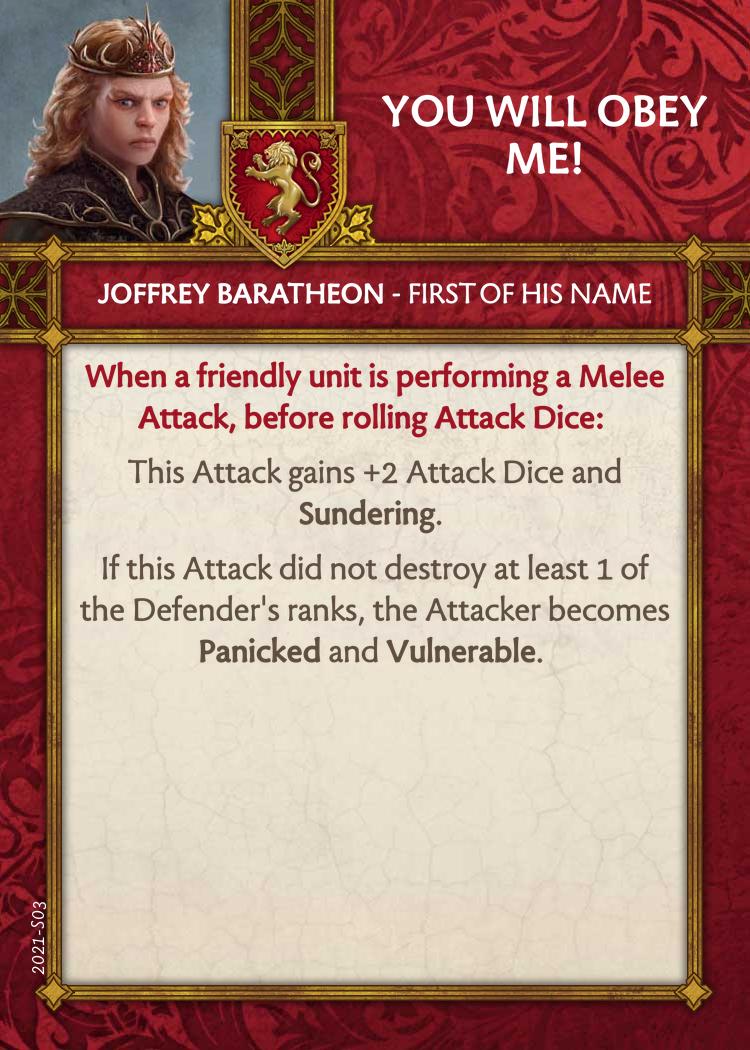 YOU WILL OBEY
ME!
JOFFREY BARATHEON - FIRST OF HIS NAME
When a friendly unit is performing a Melee
Attack, before rolling Attack Dice:
This Attack gains +2 Attack Dice and
Sundering.
If this Attack did not destroy at least 1 of
the Defender's ranks, the Attacker becomes
Panicked and Vulnerable.
2021-S03